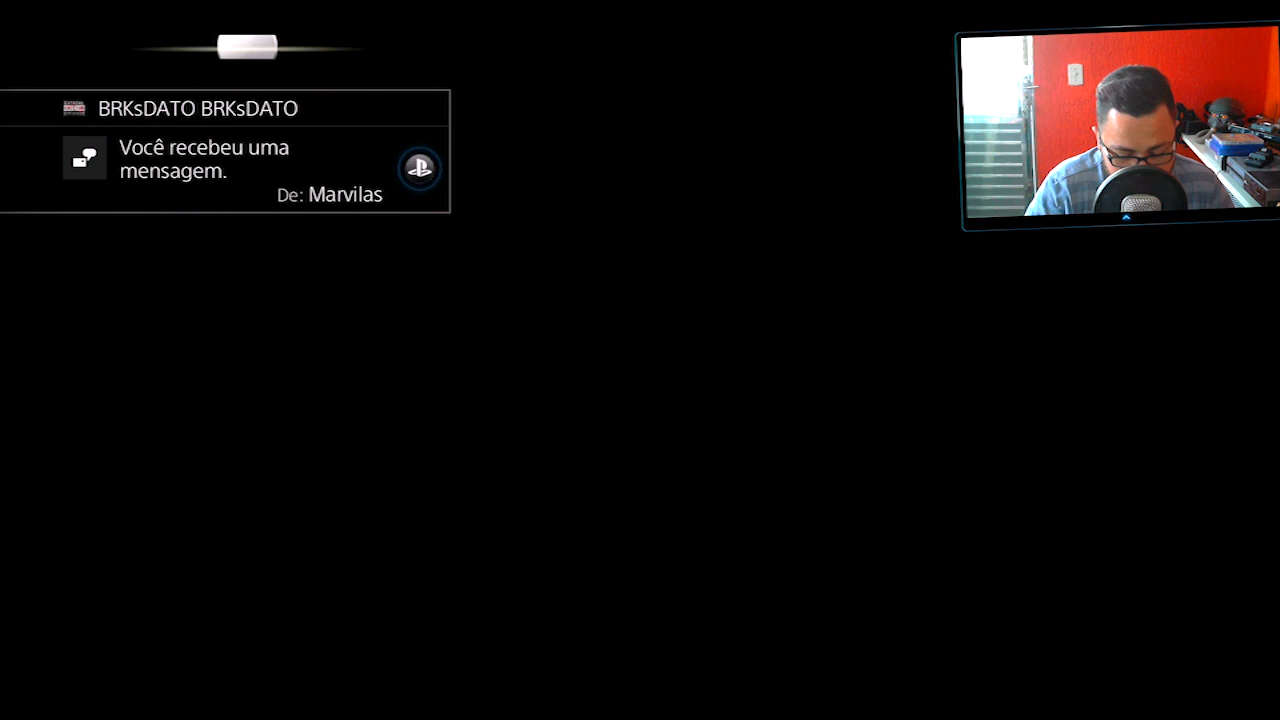 BRKsDATO BRKsDATO
Você recebeu uma
mensagem.
De: Marvilas